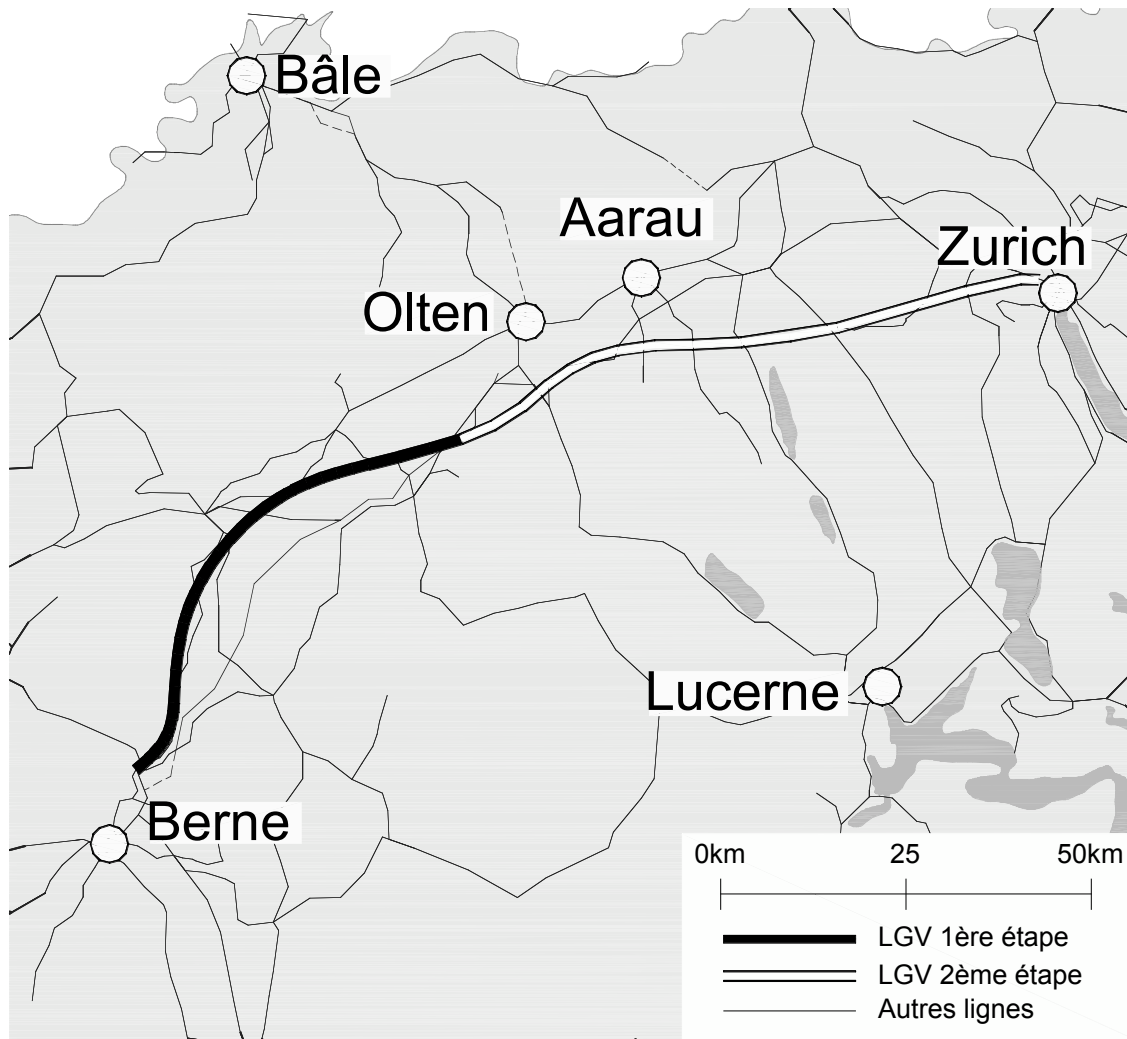 Bâle
Aarau
Zurich
Olten
Lucerne
Berne
0km 25 50km
LGV 1ère étape
LGV 2ème étape
Autres lignes